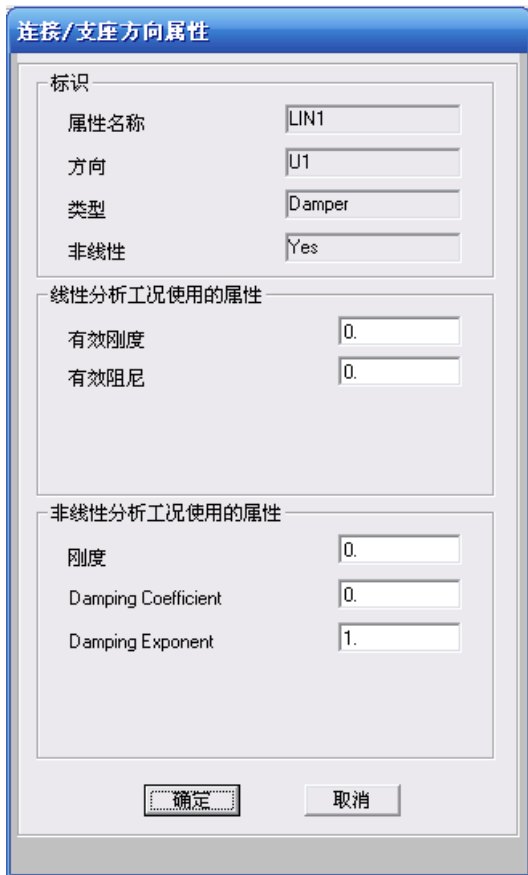 连接/支座方向属性
标识
属性名称 LIN1
方向 U1
类型 Damper
非线性 Yes
线性分析工况使用的属性
有效刚度 0.
有效阻尼 0.
非线性分析工况使用的属性
刚度 0.
Damping Coefficient 0.
Damping Exponent 1.
确定 取消